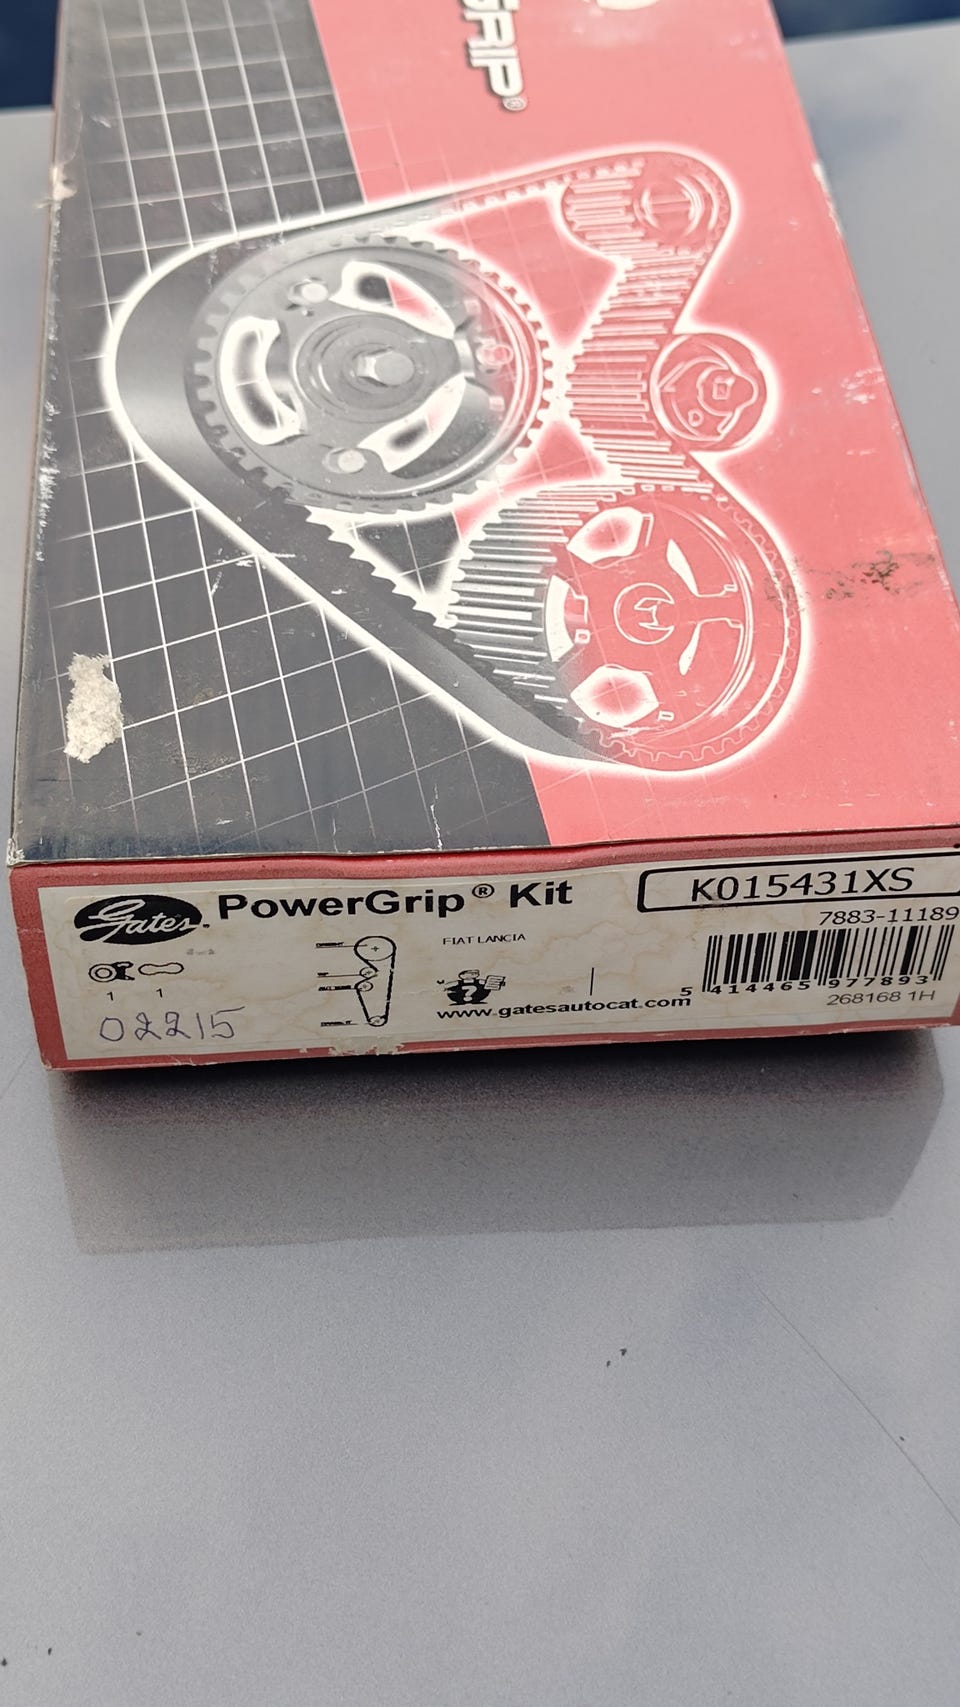 GRIP®
Gates.
PowerGrip® Kit
K015431XS
7883-11189
FIAT LANCIA
1 1
02215
www.gatesautocat.com
5 414465 977893
268168 1H